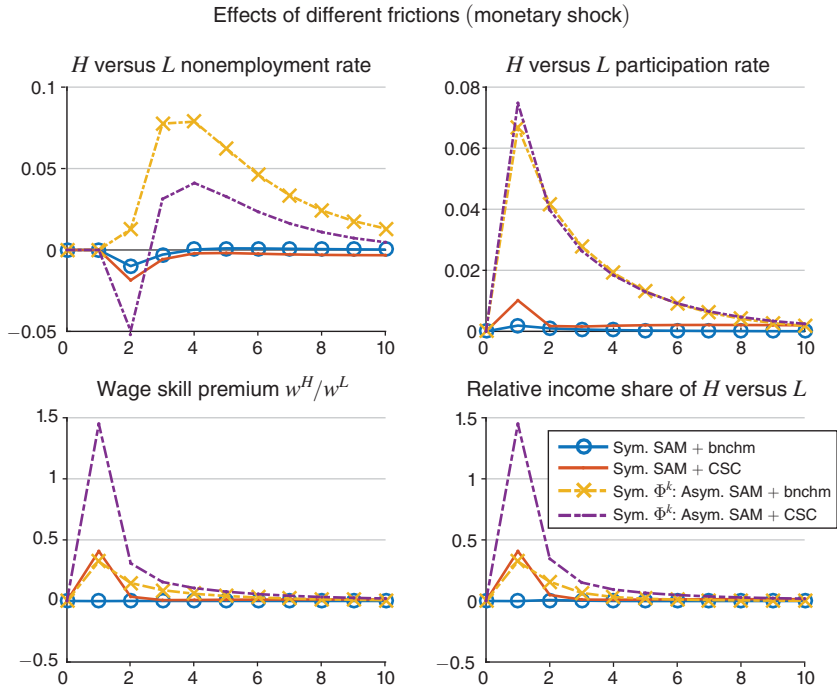 Effects of different frictions (monetary shock)
H versus L nonemployment rate
0.1
0.05
0
−0.05
0 2 4 6 8 10
H versus L participation rate
0.08
0.06
0.04
0.02
0
0 2 4 6 8 10
Wage skill premium w^H/w^L
1.5
1
0.5
0
−0.5
0 2 4 6 8 10
Relative income share of H versus L
1.5
1
0.5
0
−0.5
0 2 4 6 8 10
Sym. SAM + bnchm
Sym. SAM + CSC
Sym. Φ^k: Asym. SAM + bnchm
Sym. Φ^k: Asym. SAM + CSC